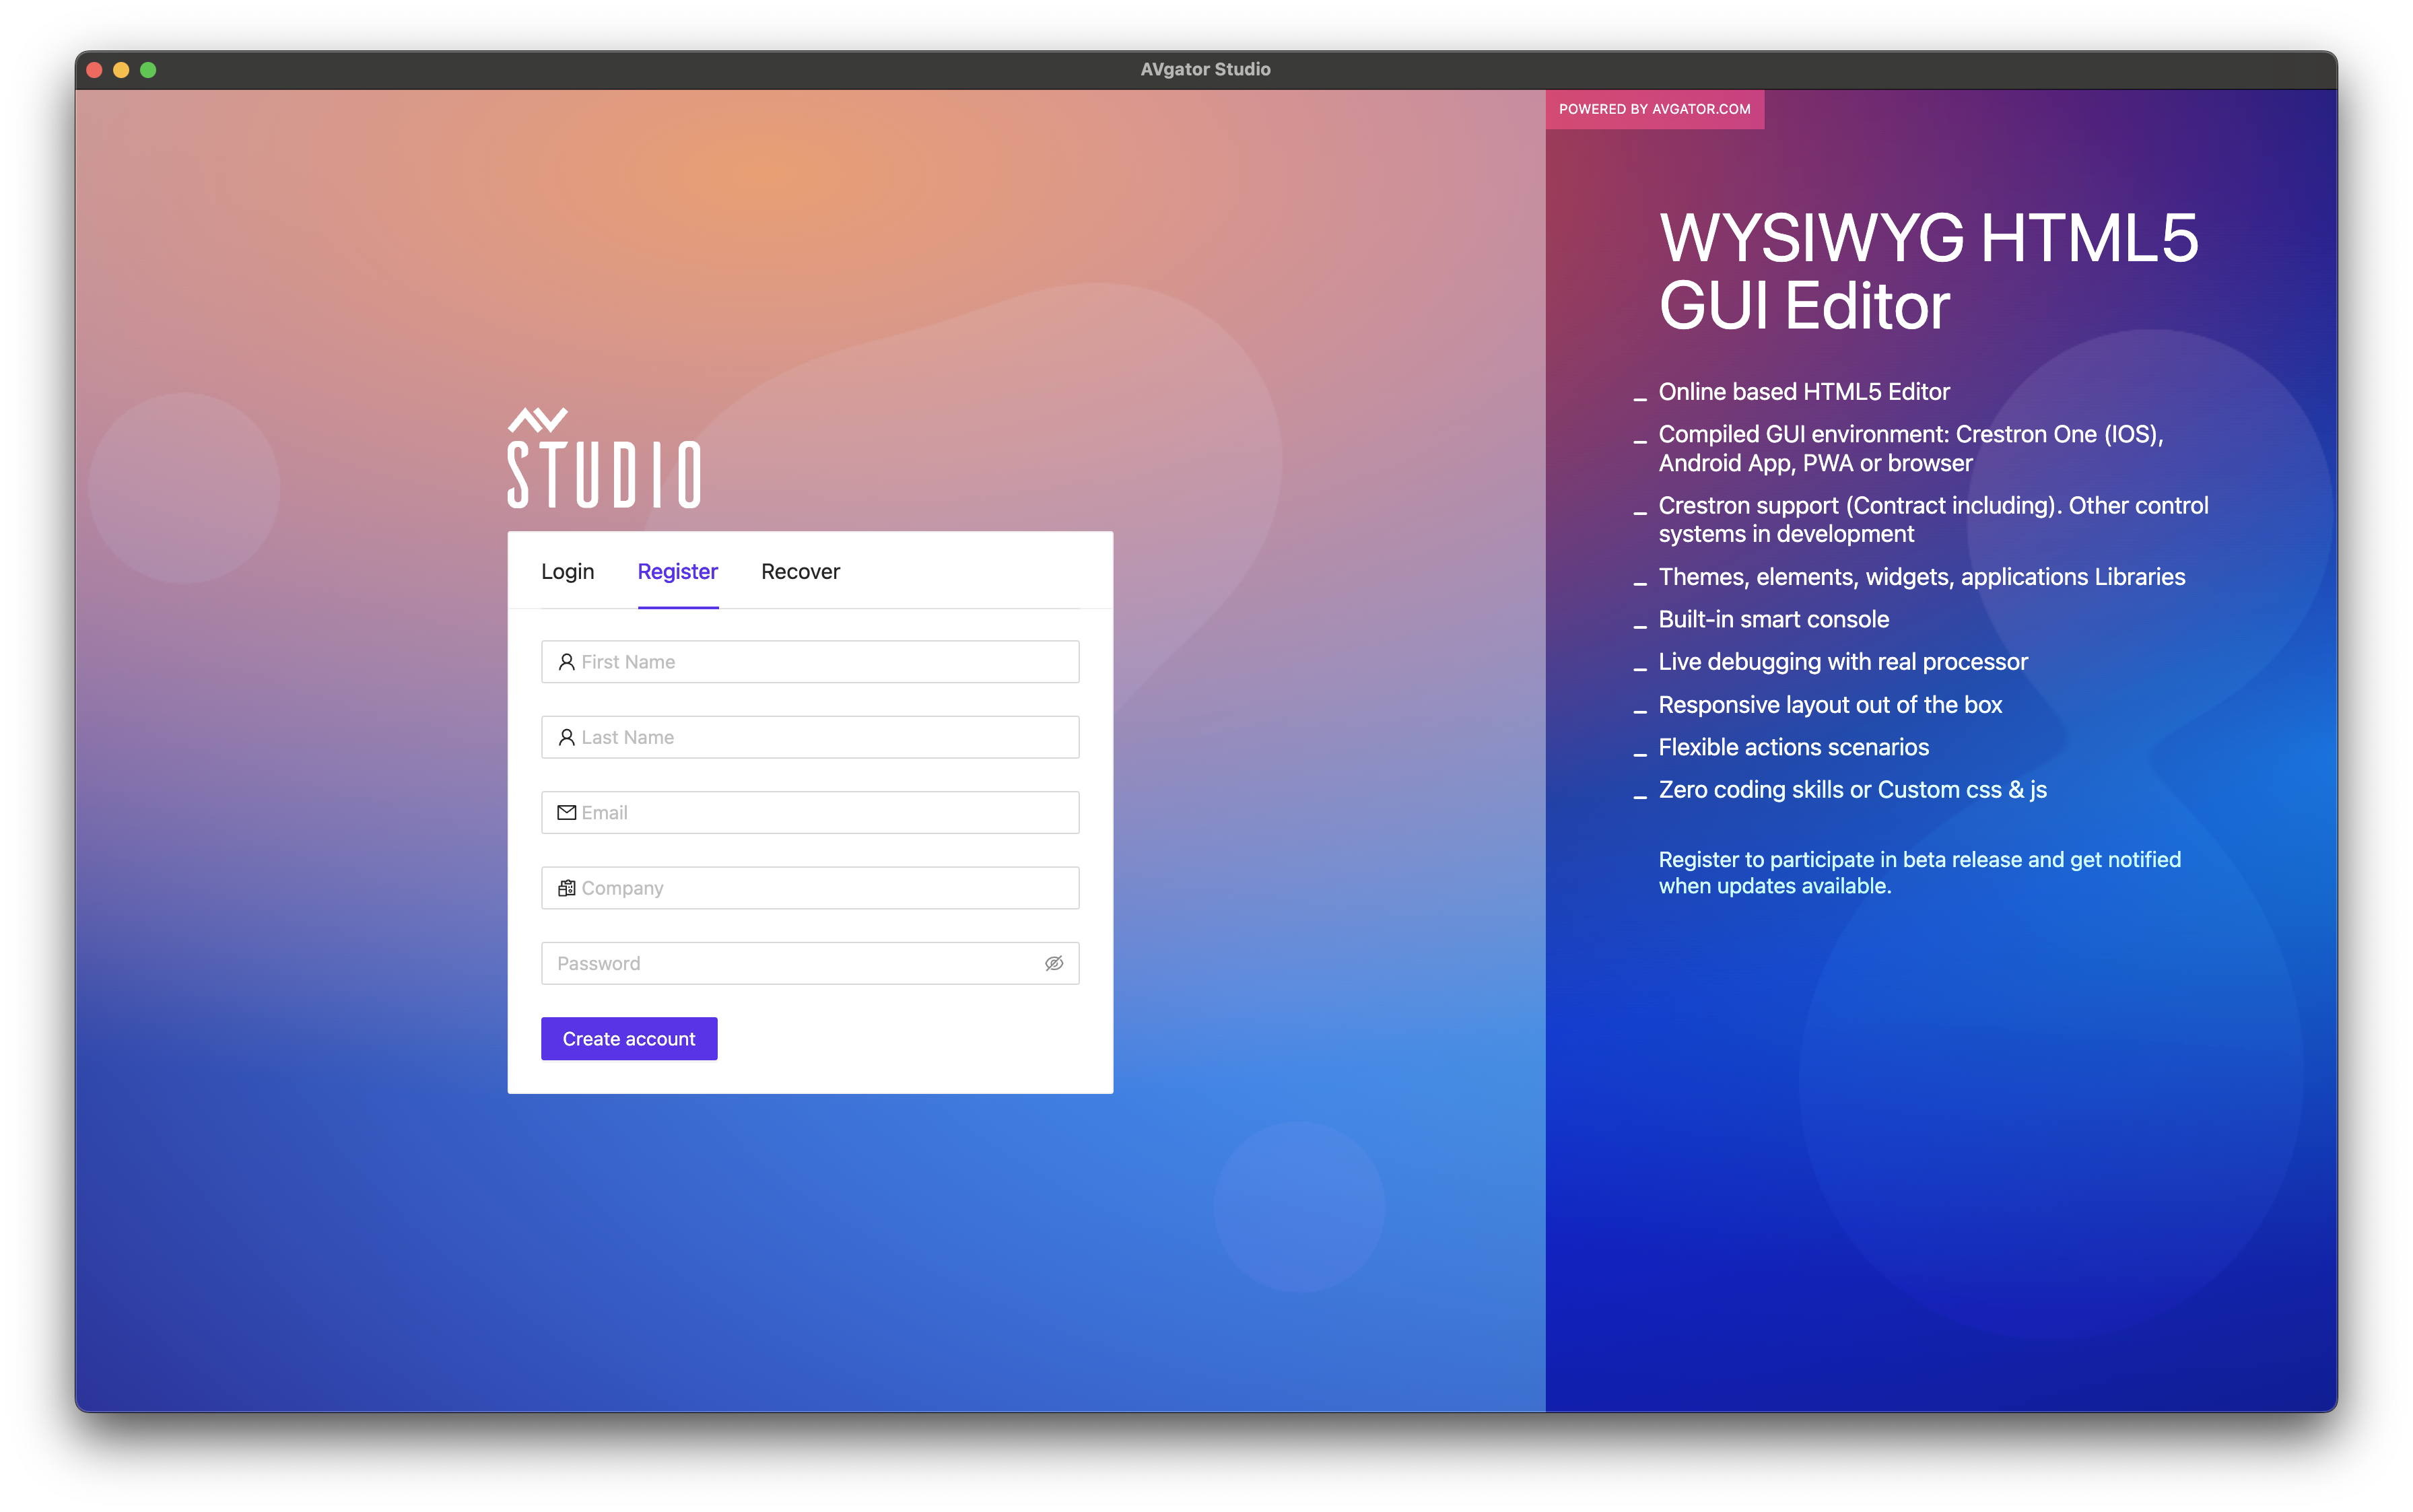 AVgator Studio
POWERED BY AVGATOR.COM
AV
STUDIO
Login Register Recover
First Name
Last Name
Email
Company
Password
Create account
WYSIWYG HTML5
GUI Editor
Online based HTML5 Editor
Compiled GUI environment: Crestron One (IOS),
Android App, PWA or browser
Crestron support (Contract including). Other control
systems in development
Themes, elements, widgets, applications Libraries
Built-in smart console
Live debugging with real processor
Responsive layout out of the box
Flexible actions scenarios
Zero coding skills or Custom css & js
Register to participate in beta release and get notified
when updates available.